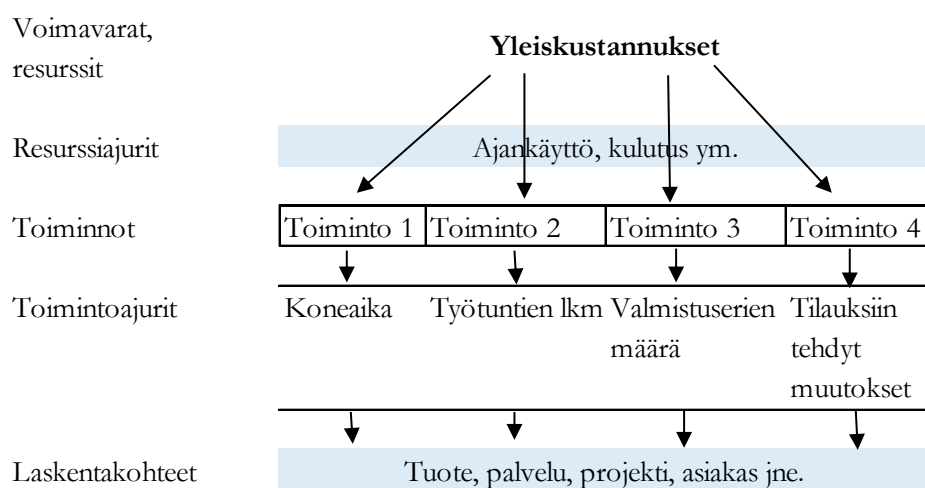 Voimavarat,
resurssit
Yleiskustannukset
Resurssiajurit
Ajankäyttö, kulutus ym.
Toiminnot
Toiminto 1
Toiminto 2
Toiminto 3
Toiminto 4
Toimintoajurit
Koneaika
Työtuntien lkm
Valmistuserien
määrä
Tilauksiin
tehdyt
muutokset
Laskentakohteet
Tuote, palvelu, projekti, asiakas jne.